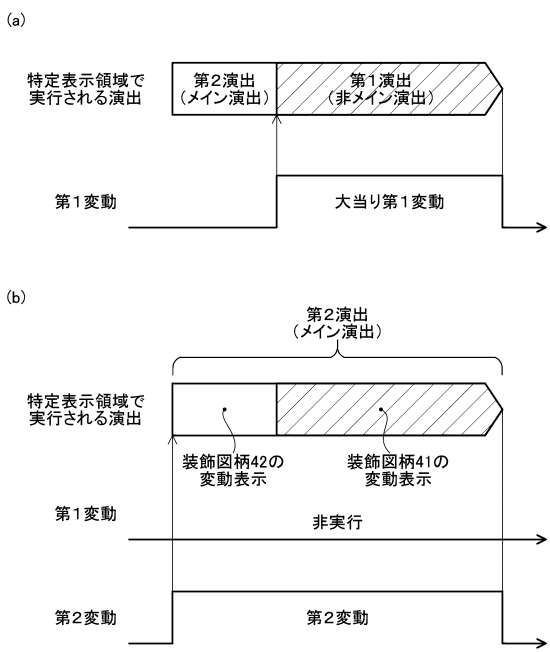 (a)
特定表示領域で
実行される演出
第2演出
（メイン演出）
第1演出
（非メイン演出）
第1変動
大当り第1変動
(b)
第2演出
（メイン演出）
特定表示領域で
実行される演出
装飾図柄42の
変動表示
装飾図柄41の
変動表示
第1変動
非実行
第2変動
第2変動